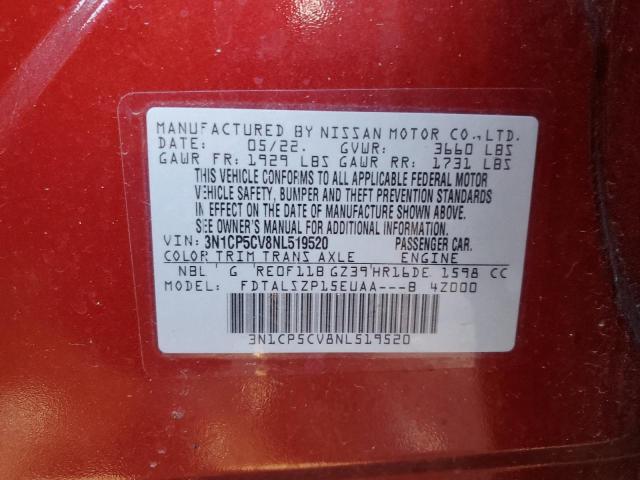 MANUFACTURED BY NISSAN MOTOR CO.,LTD.
DATE: 05/22. GVWR: 3660 LBS
GAWR FR: 1929 LBS GAWR RR: 1731 LBS
THIS VEHICLE CONFORMS TO ALL APPLICABLE FEDERAL MOTOR
VEHICLE SAFETY, BUMPER AND THEFT PREVENTION STANDARDS
IN EFFECT ON THE DATE OF MANUFACTURE SHOWN ABOVE.
SEE OWNER'S MANUAL FOR ADDITIONAL INFORMATION.
VIN: 3N1CP5CV8NL519520 PASSENGER CAR.
COLOR TRIM TRANS AXLE ENGINE
NBL G RE0F11B GZ39 HR16DE 1598 CC
MODEL: FDTALSZP15EUAA---B 4Z000
3N1CP5CV8NL519520